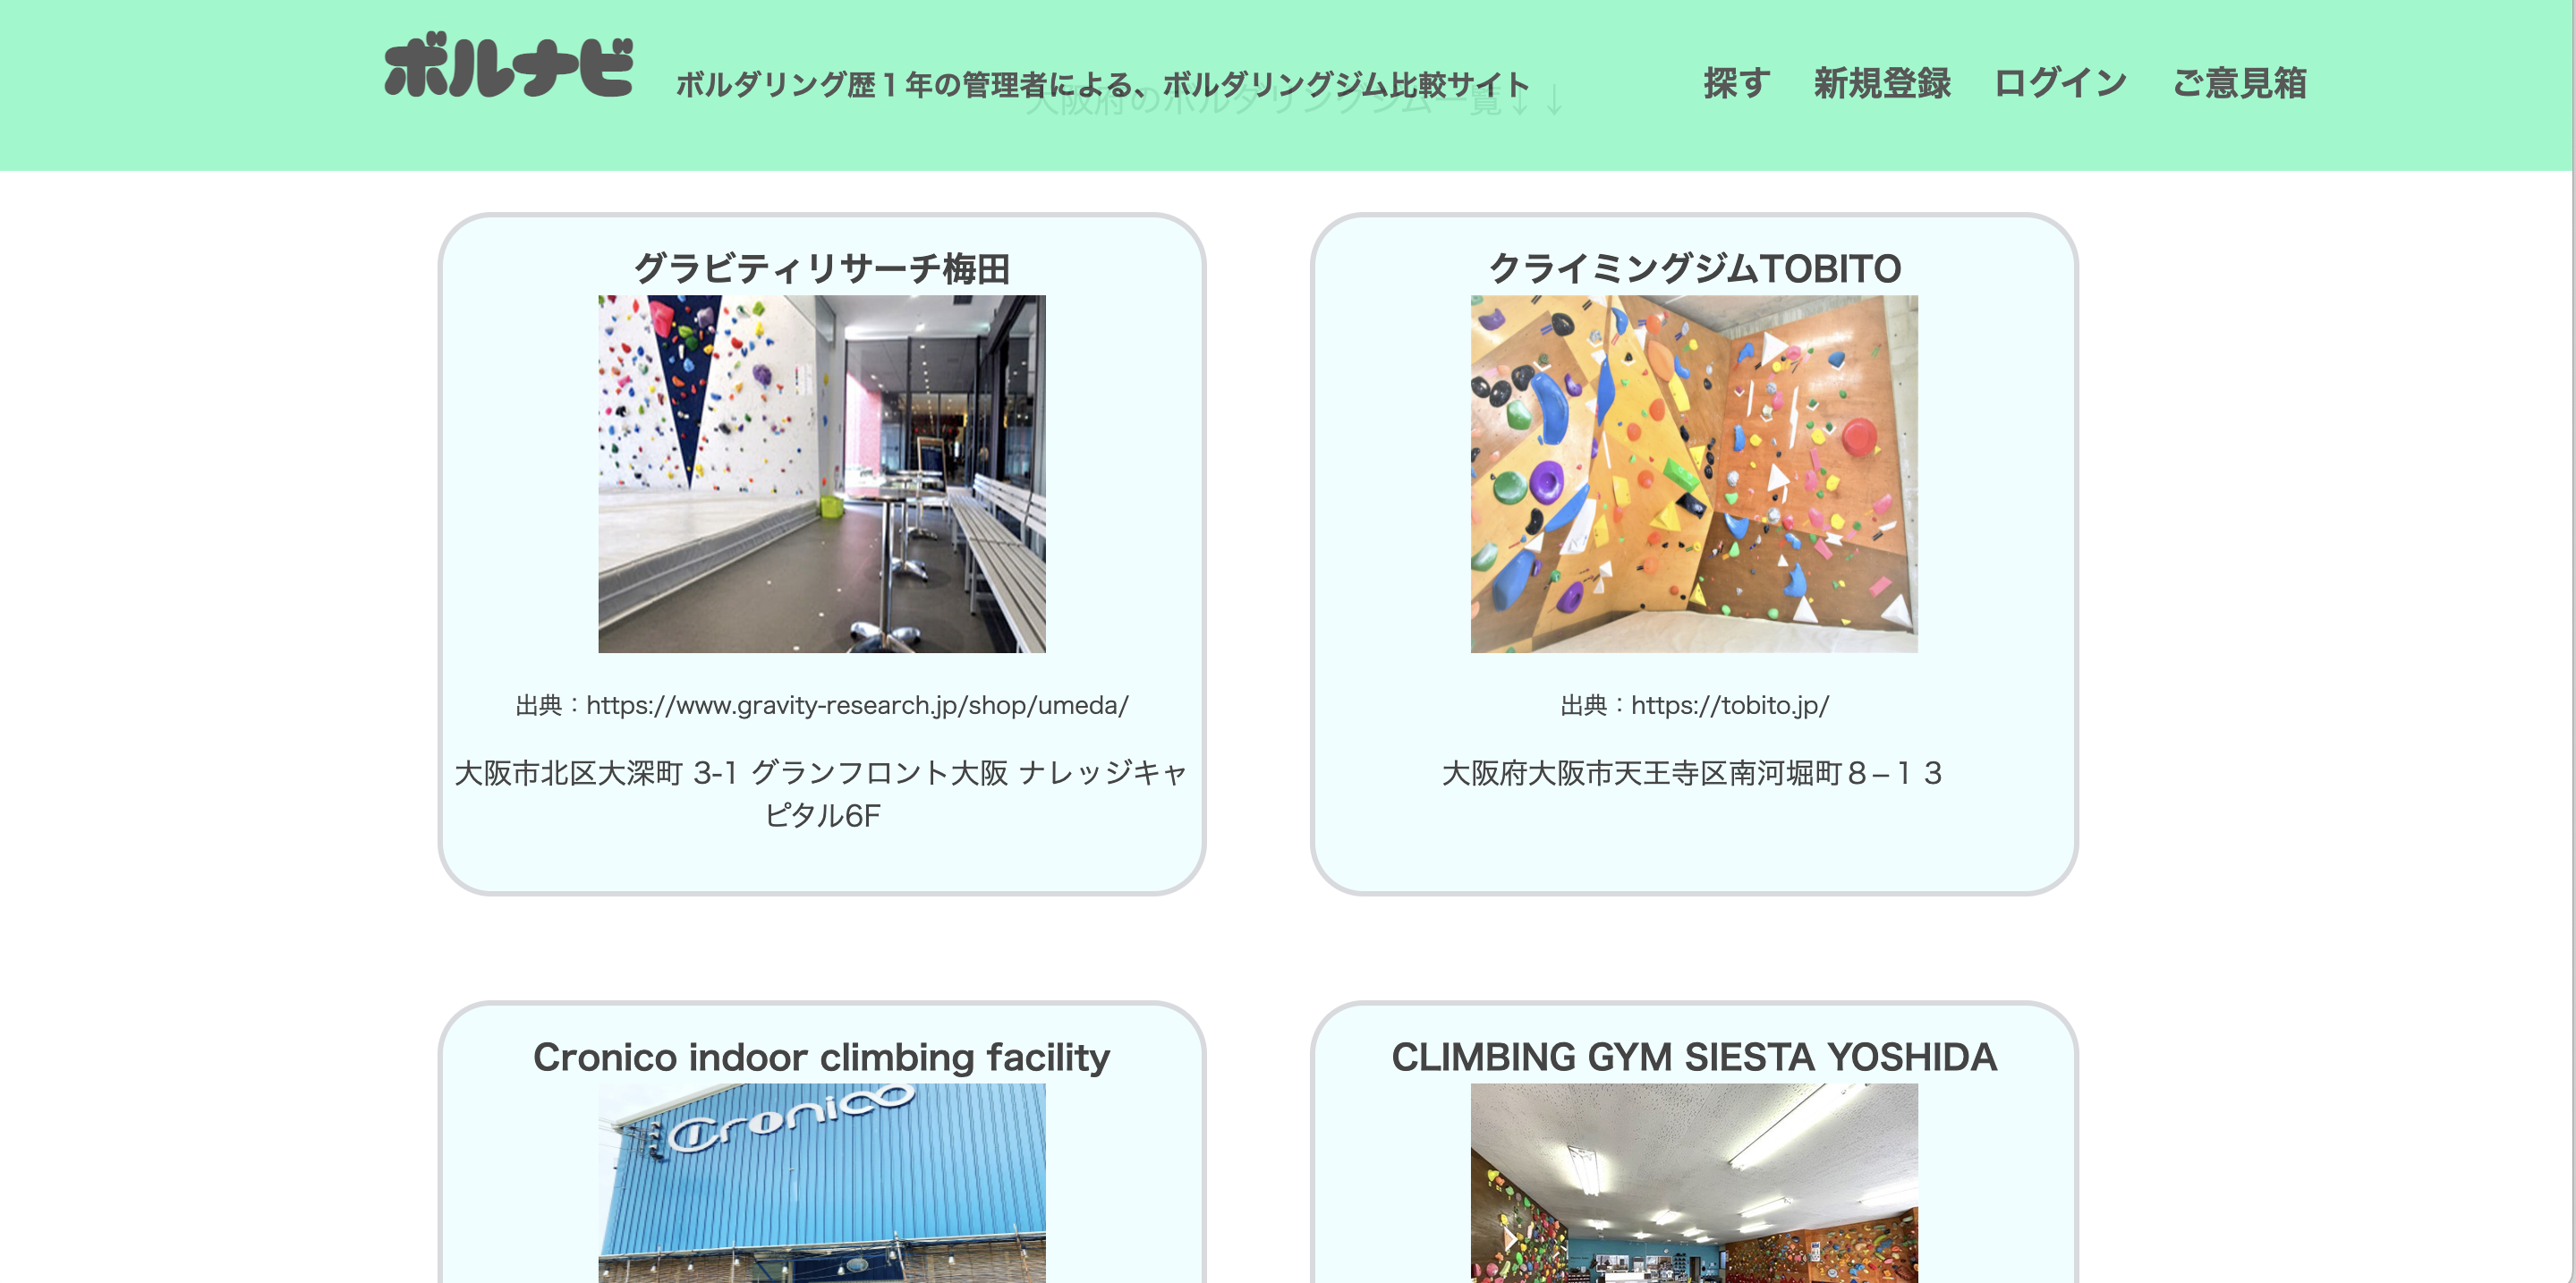 ボルナビ
ボルダリング歴１年の管理者による、ボルダリングジム比較サイト
探す 新規登録 ログイン ご意見箱
大阪府のボルダリングジム一覧↓↓
グラビティリサーチ梅田
出典：https://www.gravity-research.jp/shop/umeda/
大阪市北区大深町 3-1 グランフロント大阪 ナレッジキャ
ピタル6F
クライミングジムTOBITO
出典：https://tobito.jp/
大阪府大阪市天王寺区南河堀町８−１３
Cronico indoor climbing facility
Cronico
CLIMBING GYM SIESTA YOSHIDA